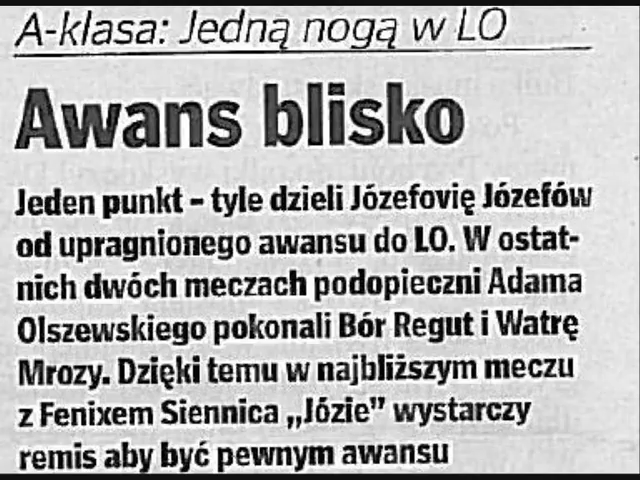 A-klasa: Jedną nogą w LO
Awans blisko
Jeden punkt – tyle dzieli Józefovię Józefów
od upragnionego awansu do LO. W ostat-
nich dwóch meczach podopieczni Adama
Olszewskiego pokonali Bór Regut i Watrę
Mrozy. Dzięki temu w najbliższym meczu
z Fenixem Siennica „Józie” wystarczy
remis aby być pewnym awansu